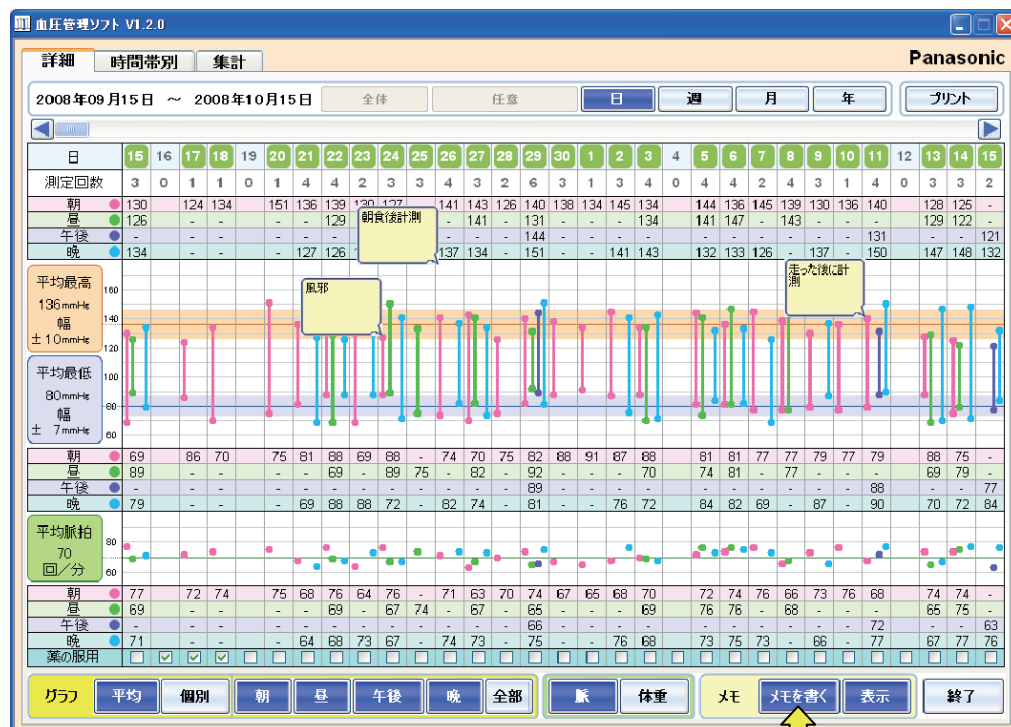 血圧管理ソフト V1.2.0
詳細 時間帯別 集計 Panasonic
2008年09月15日 ～ 2008年10月15日 全体 任意 日 週 月 年 プリント
日 15 16 17 18 19 20 21 22 23 24 25 26 27 28 29 30 1 2 3 4 5 6 7 8 9 10 11 12 13 14 15
測定回数 3 0 1 1 0 1 4 4 2 3 3 4 3 2 6 3 1 3 4 0 4 4 2 4 3 1 4 0 3 3 2
朝 130 124 134 151 136 139 130 127 141 143 126 140 138 134 145 134 144 136 145 139 130 136 140 128 125 -
昼 126 - - - - 129 - 141 - 131 - - - 134 141 147 - 143 - - - 129 122 -
午後 - - - - - - - - - 144 - - - - - - - - - - 131 - - 121
晩 134 - - - 127 126 137 134 - 151 - - 141 143 132 133 126 - 137 - 150 147 148 132
朝食後計測
風邪
走った後に計
測
平均最高
136mmHg
幅
± 10mmHg
160
140
120
平均最低
80mmHg
幅
± 7mmHg
100
80
60
朝 69 86 70 75 81 88 69 88 - 74 70 75 82 88 91 87 88 81 81 77 77 79 77 79 88 75 -
昼 89 - - - - 69 - 89 75 - 82 - 92 - - - 70 74 81 - 77 - - - 69 79 -
午後 - - - - - - - - - - - - 89 - - - - - - - - - - 88 - - 77
晩 79 - - - 69 88 88 72 - 82 74 - 81 - - 76 72 84 82 69 - 87 - 90 70 72 84
平均脈拍
70
回／分
80
60
朝 77 72 74 75 68 76 64 76 - 71 63 70 74 67 65 68 70 72 74 76 66 73 76 68 74 74 -
昼 69 - - - - 69 - 67 74 - 67 - 65 - - - 69 76 76 - 68 - - - 65 75 -
午後 - - - - - - - - - - - - 66 - - - - - - - - - - 72 - - 63
晩 71 - - - 64 68 73 67 - 74 73 - 75 - - 76 68 73 75 73 - 66 - 77 67 77 76
薬の服用
グラフ 平均 個別 朝 昼 午後 晩 全部 脈 体重 メモ メモを書く 表示 終了